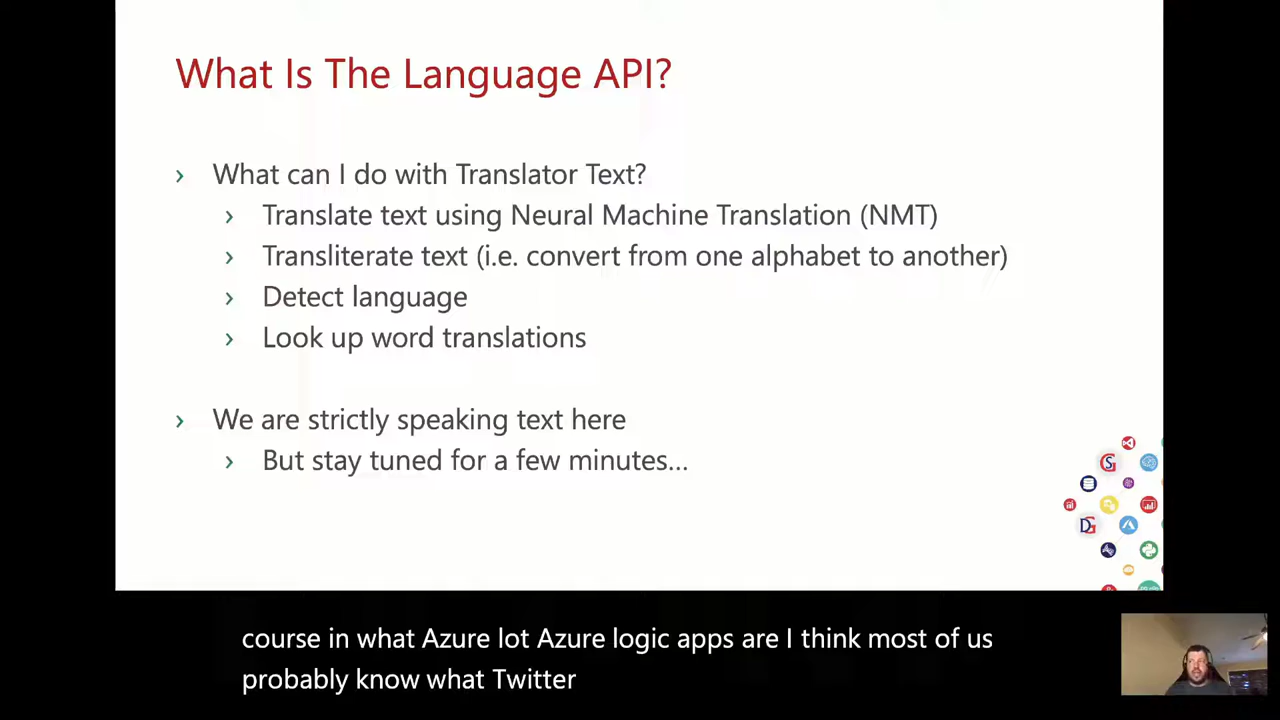 What Is The Language API?
› What can I do with Translator Text?
› Translate text using Neural Machine Translation (NMT)
› Transliterate text (i.e. convert from one alphabet to another)
› Detect language
› Look up word translations
› We are strictly speaking text here
› But stay tuned for a few minutes...
SG
DG
course in what Azure lot Azure logic apps are I think most of us
probably know what Twitter